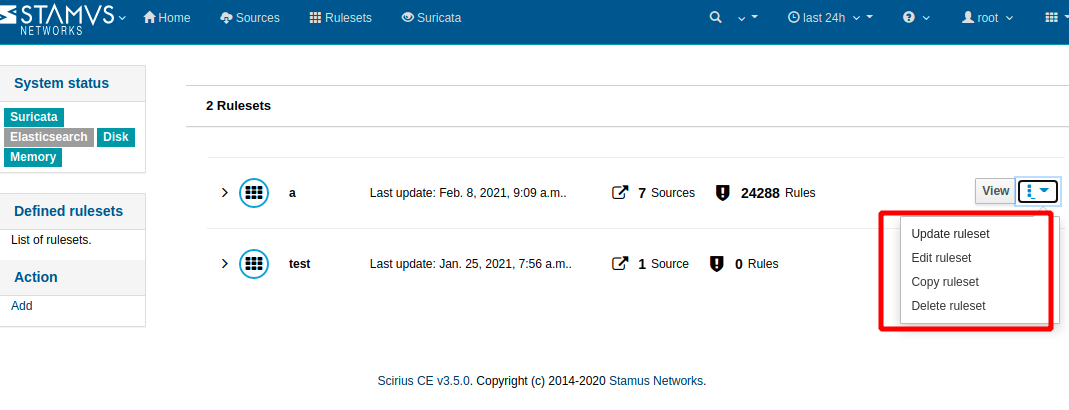 STAMVS
NETWORKS
Home
Sources
Rulesets
Suricata
last 24h
root
System status
Suricata
Elasticsearch Disk
Memory
Defined rulesets
List of rulesets.
Action
Add
2 Rulesets
a Last update: Feb. 8, 2021, 9:09 a.m.. 7 Sources 24288 Rules View
test Last update: Jan. 25, 2021, 7:56 a.m.. 1 Source 0 Rules
Update ruleset
Edit ruleset
Copy ruleset
Delete ruleset
Scirius CE v3.5.0. Copyright (c) 2014-2020 Stamus Networks.